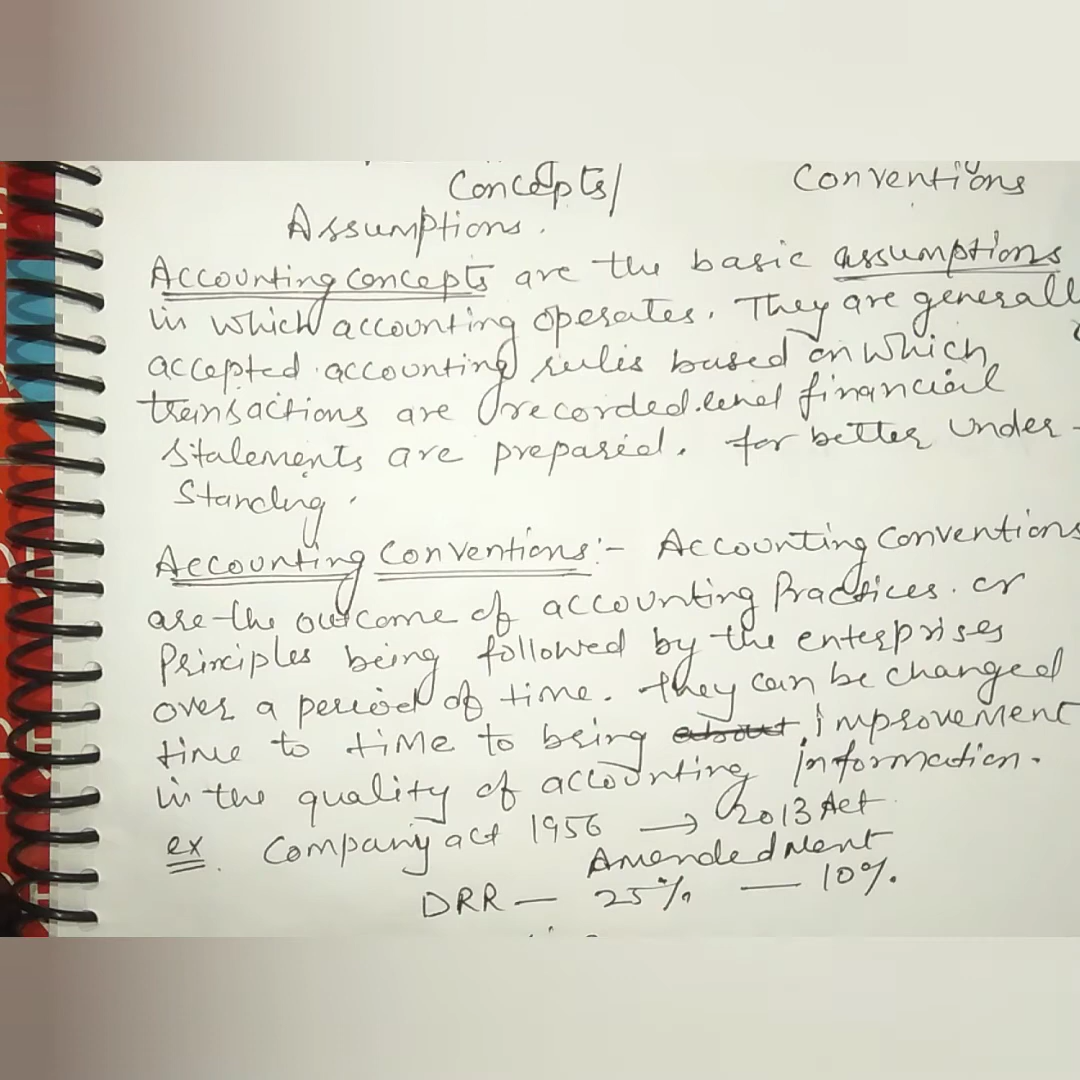 Concepts/ Conventions
Assumptions.
Accounting concepts are the basic assumptions
in which accounting operates. They are generall
accepted accounting rules based on which
transactions are recorded and financial
statements are prepared. for better under-
standing.
Accounting Conventions:- Accounting Conventions
are the outcome of accounting Practices. or
Principles being followed by the enterprises
over a period of time. They can be changed
time to time to being improvement
in the quality of accounting information.
ex. Company act 1956 → 2013 Act.
Amendedment
DRR — 25% — 10%.